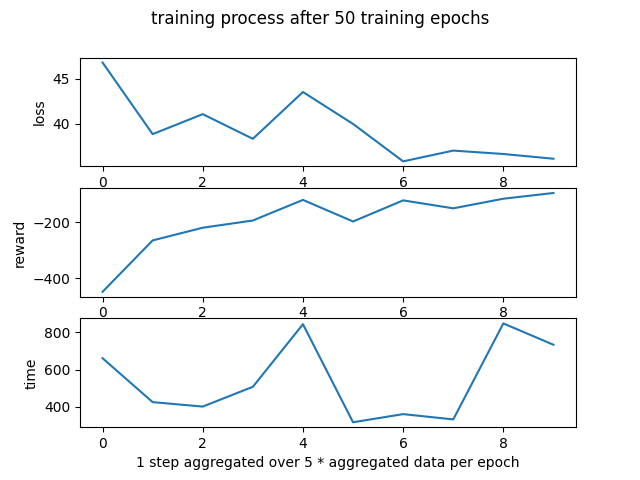 training process after 50 training epochs
45
40
loss
0 2 4 6 8
−200
−400
reward
0 2 4 6 8
800
600
400
time
0 2 4 6 8
1 step aggregated over 5 * aggregated data per epoch